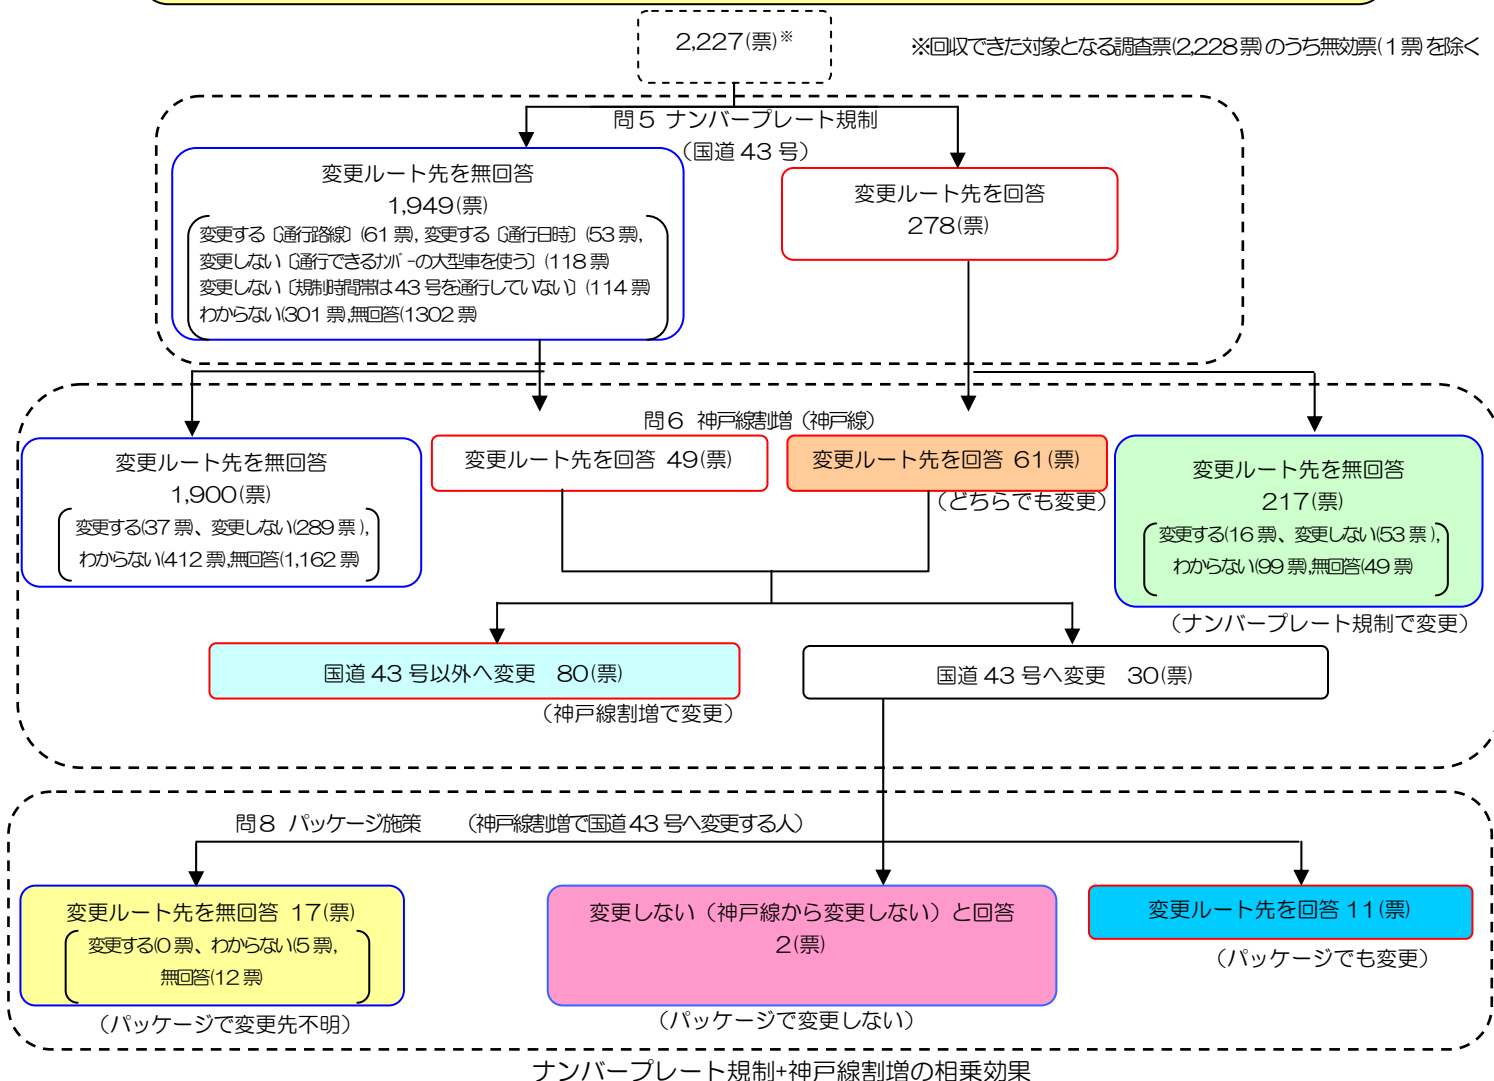 2,227(票)※
※回収できた対象となる調査票(2,228票)のうち無効票(1票)を除く
問5 ナンバープレート規制
(国道43号)
変更ルート先を無回答
1,949(票)
変更する〔通行路線〕(61票),変更する〔通行日時〕(53票),
変更しない〔通行できるナンバーの大型車を使う〕(118票)
変更しない〔規制時間帯は43号を通行していない〕(114票)
わからない(301票),無回答(1302票)
変更ルート先を回答
278(票)
問6 神戸線割増(神戸線)
変更ルート先を無回答
1,900(票)
変更する(37票)、変更しない(289票),
わからない(412票),無回答(1,162票)
変更ルート先を回答 49(票)
変更ルート先を回答 61(票)
(どちらでも変更)
変更ルート先を無回答
217(票)
変更する(16票)、変更しない(53票),
わからない(99票),無回答(49票)
(ナンバープレート規制で変更)
国道43号以外へ変更 80(票)
(神戸線割増で変更)
国道43号へ変更 30(票)
問8 パッケージ施策 (神戸線割増で国道43号へ変更する人)
変更ルート先を無回答 17(票)
変更する(0票)、わからない(5票),
無回答(12票)
(パッケージで変更先不明)
変更しない(神戸線から変更しない)と回答
2(票)
(パッケージで変更しない)
変更ルート先を回答 11(票)
(パッケージでも変更)
ナンバープレート規制+神戸線割増の相乗効果